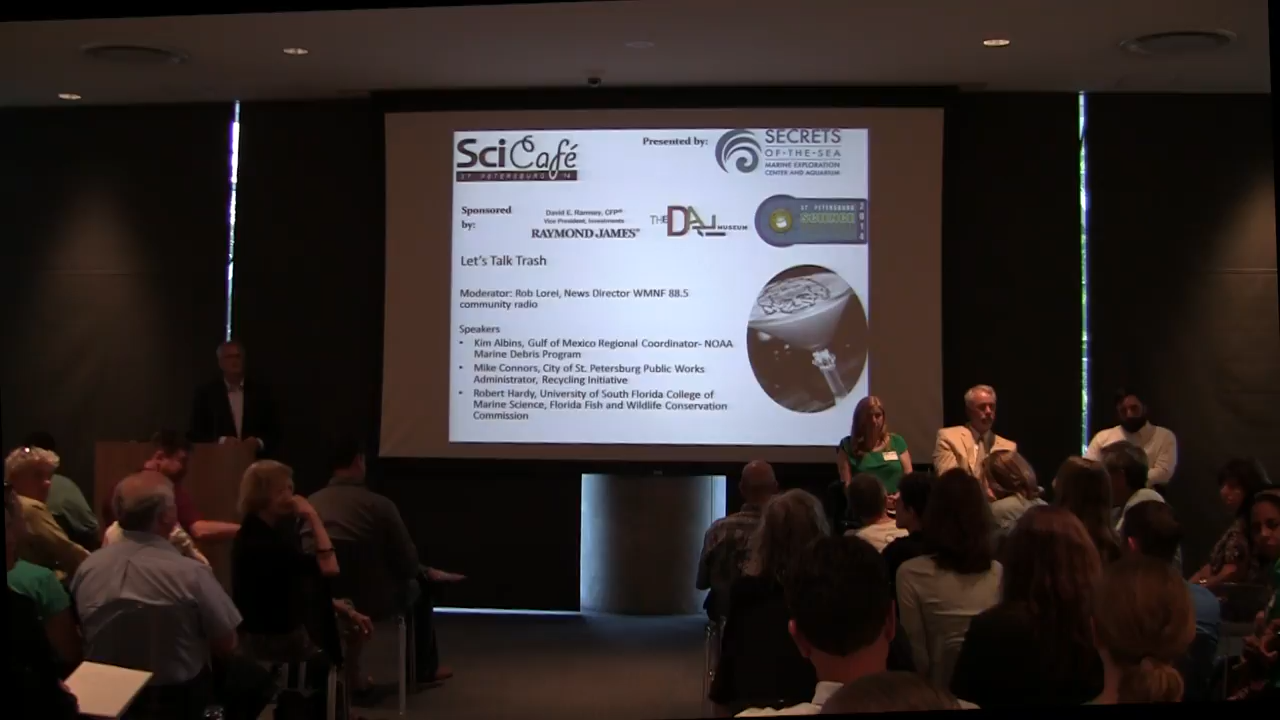 SciCafé
ST PETERSBURG '14
Presented by:
SECRETS
OF·THE·SEA
MARINE EXPLORATION
CENTER AND AQUARIUM
Sponsored
by:
David E. Ramsey, CFP®
Vice President, Investments
RAYMOND JAMES®
THE DALI MUSEUM
ST. PETERSBURG
SCIENCE
2014
Let's Talk Trash
Moderator: Rob Lorei, News Director WMNF 88.5
community radio
Speakers
• Kim Albins, Gulf of Mexico Regional Coordinator- NOAA
Marine Debris Program
• Mike Connors, City of St. Petersburg Public Works
Administrator, Recycling Initiative
• Robert Hardy, University of South Florida College of
Marine Science, Florida Fish and Wildlife Conservation
Commission